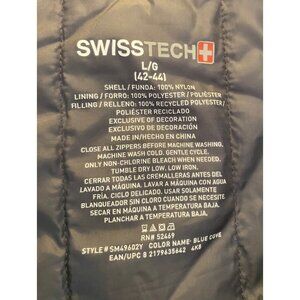 SWISSTECH
L/G
(42-44)
SHELL / FUNDA: 100% NYLON
LINING / FORRO: 100% POLYESTER / POLIÉSTER
FILLING / RELLENO: 100% RECYCLED POLYESTER /
POLIÉSTER RECICLADO
EXCLUSIVE OF DECORATION
EXCLUSIVO DE DECORACIÓN
MADE IN/HECHO EN CHINA
CLOSE ALL ZIPPERS BEFORE MACHINE WASHING,
MACHINE WASH COLD. GENTLE CYCLE.
ONLY NON-CHLORINE BLEACH WHEN NEEDED.
TUMBLE DRY LOW, LOW IRON.
CERRAR TODAS LAS CREMALLERAS DESPUÉS DEL
LAVADO A MÁQUINA. LAVAR A MÁQUINA CON AGUA
FRÍA. CICLO DELICADO. USAR SOLAMENTE
BLANQUEADOR SIN CLORO CUANDO SE NECESITE.
SECAR EN MÁQUINA A TEMPERATURA BAJA.
PLANCHAR A TEMPERATURA BAJA.
RN# 52469
STYLE #SM49602Y COLOR NAME: BLUE COVE
EAN/UPC 8 2179635642 4K8